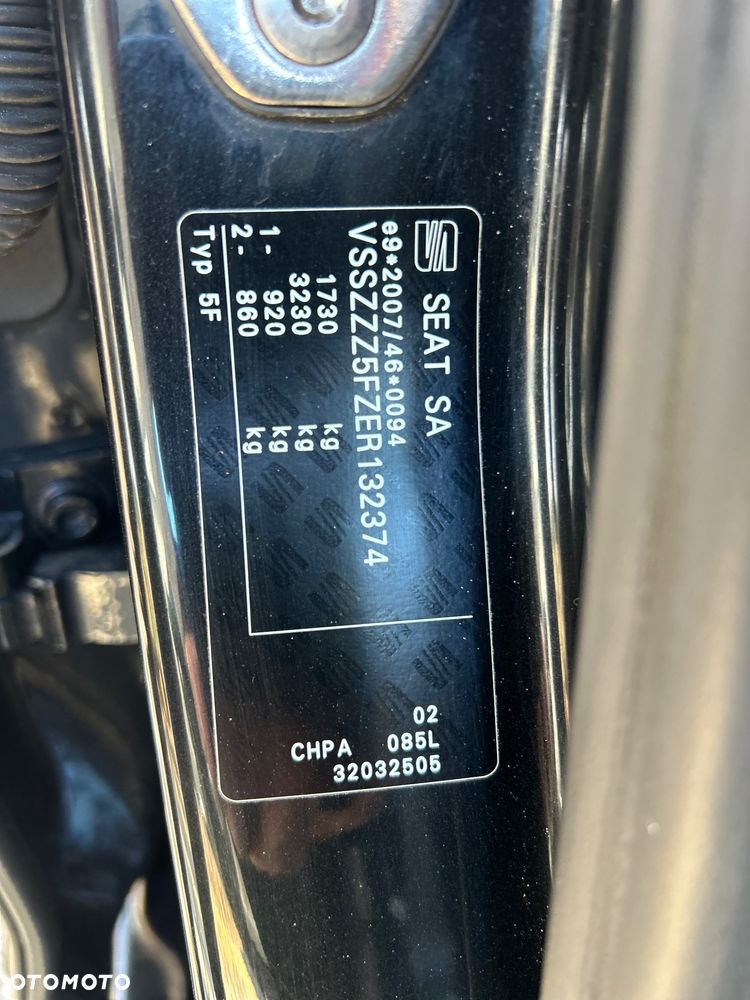 SEAT SA
e9*2007/46*0094
VSSZZZ5FZER132374
1730 kg
3230 kg
1- 920 kg
2- 860 kg
Typ 5F
02
CHPA 085L
32032505
OTOMOTO